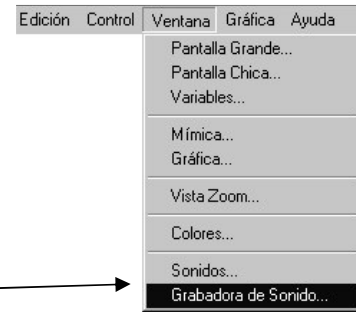 Edición Control Ventana Gráfica Ayuda
Pantalla Grande...
Pantalla Chica...
Variables...
Mímica...
Gráfica...
Vista Zoom...
Colores...
Sonidos...
Grabadora de Sonido...